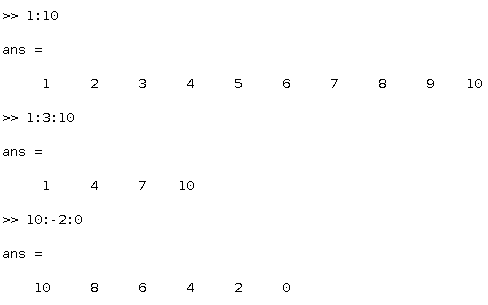 >> 1:10
ans =
1 2 3 4 5 6 7 8 9 10
>> 1:3:10
ans =
1 4 7 10
>> 10:-2:0
ans =
10 8 6 4 2 0